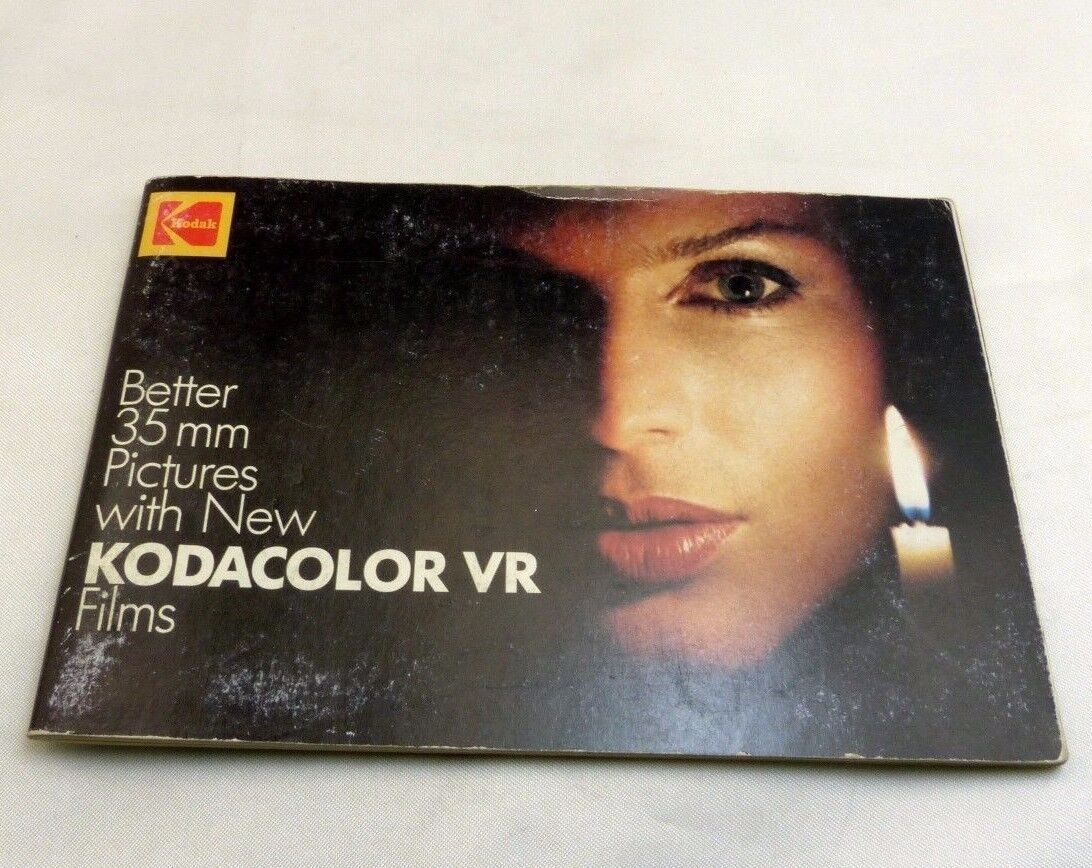 Kodak
Better
35 mm
Pictures
with New
KODACOLOR VR
Films